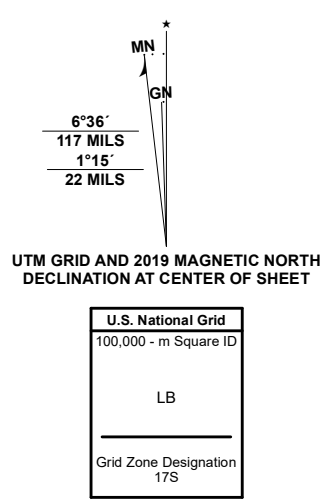 ★
MN
GN
6°36´
117 MILS
1°15´
22 MILS
UTM GRID AND 2019 MAGNETIC NORTH
DECLINATION AT CENTER OF SHEET
U.S. National Grid
100,000 - m Square ID
LB
Grid Zone Designation
17S